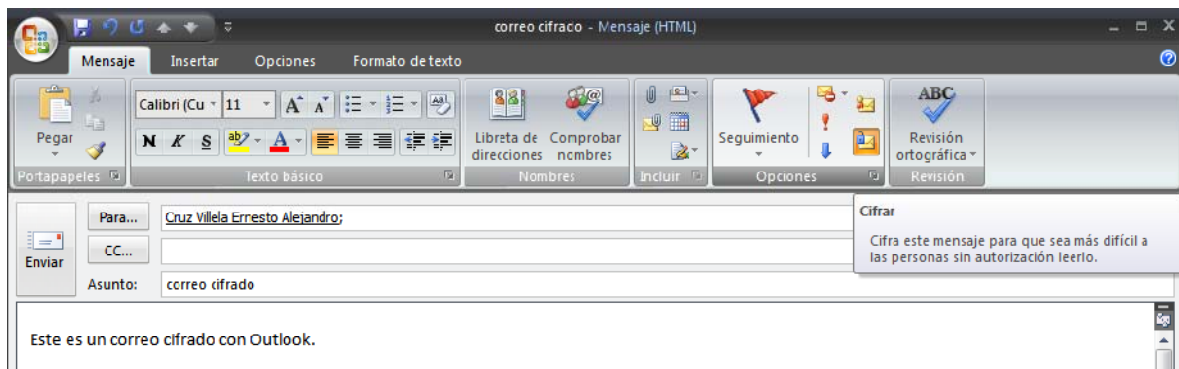 correo cifrado - Mensaje (HTML)
Mensaje Insertar Opciones Formato de texto
Calibri (Cu 11 A A
Pegar
N K S ab A
Libreta de direcciones
Comprobar nombres
Seguimiento
ABC
Revisión ortográfica
Portapapeles Texto básico Nombres Incluir Opciones Revisión
Enviar
Para... Cruz Villela Ernesto Alejandro;
CC...
Asunto: correo cifrado
Cifrar
Cifra este mensaje para que sea más difícil a
las personas sin autorización leerlo.
Este es un correo cifrado con Outlook.